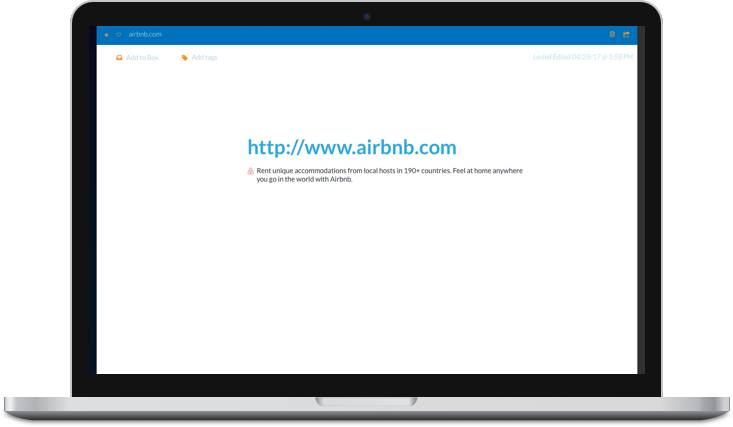 airbnb.com
Add to Box
Add tags
Lasted Edited 04/28/17 @ 1:58 PM
http://www.airbnb.com
Rent unique accommodations from local hosts in 190+ countries. Feel at home anywhere
you go in the world with Airbnb.